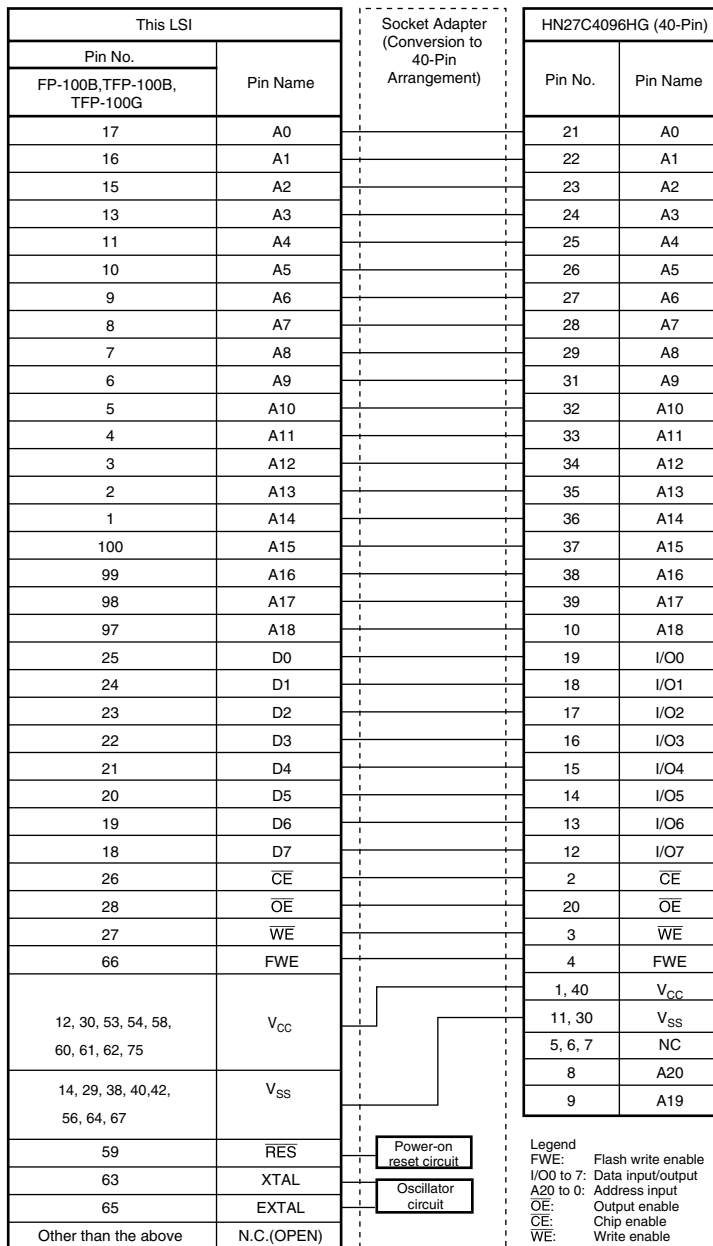 This LSI
Socket Adapter
(Conversion to
40-Pin
Arrangement)
HN27C4096HG (40-Pin)
Pin No.
FP-100B,TFP-100B,
TFP-100G
Pin Name
Pin No.
Pin Name
17 A0 21 A0
16 A1 22 A1
15 A2 23 A2
13 A3 24 A3
11 A4 25 A4
10 A5 26 A5
9 A6 27 A6
8 A7 28 A7
7 A8 29 A8
6 A9 31 A9
5 A10 32 A10
4 A11 33 A11
3 A12 34 A12
2 A13 35 A13
1 A14 36 A14
100 A15 37 A15
99 A16 38 A16
98 A17 39 A17
97 A18 10 A18
25 D0 19 I/O0
24 D1 18 I/O1
23 D2 17 I/O2
22 D3 16 I/O3
21 D4 15 I/O4
20 D5 14 I/O5
19 D6 13 I/O6
18 D7 12 I/O7
26 C̅E̅ 2 C̅E̅
28 O̅E̅ 20 O̅E̅
27 W̅E̅ 3 W̅E̅
66 FWE 4 FWE
12, 30, 53, 54, 58,
60, 61, 62, 75
VCC
1, 40 VCC
11, 30 VSS
5, 6, 7 NC
8 A20
9 A19
14, 29, 38, 40,42,
56, 64, 67
VSS
59 R̅E̅S̅
Power-on
reset circuit
63 XTAL
65 EXTAL
Oscillator
circuit
Other than the above N.C.(OPEN)
Legend
FWE: Flash write enable
I/O0 to 7: Data input/output
A20 to 0: Address input
O̅E̅: Output enable
C̅E̅: Chip enable
W̅E̅: Write enable